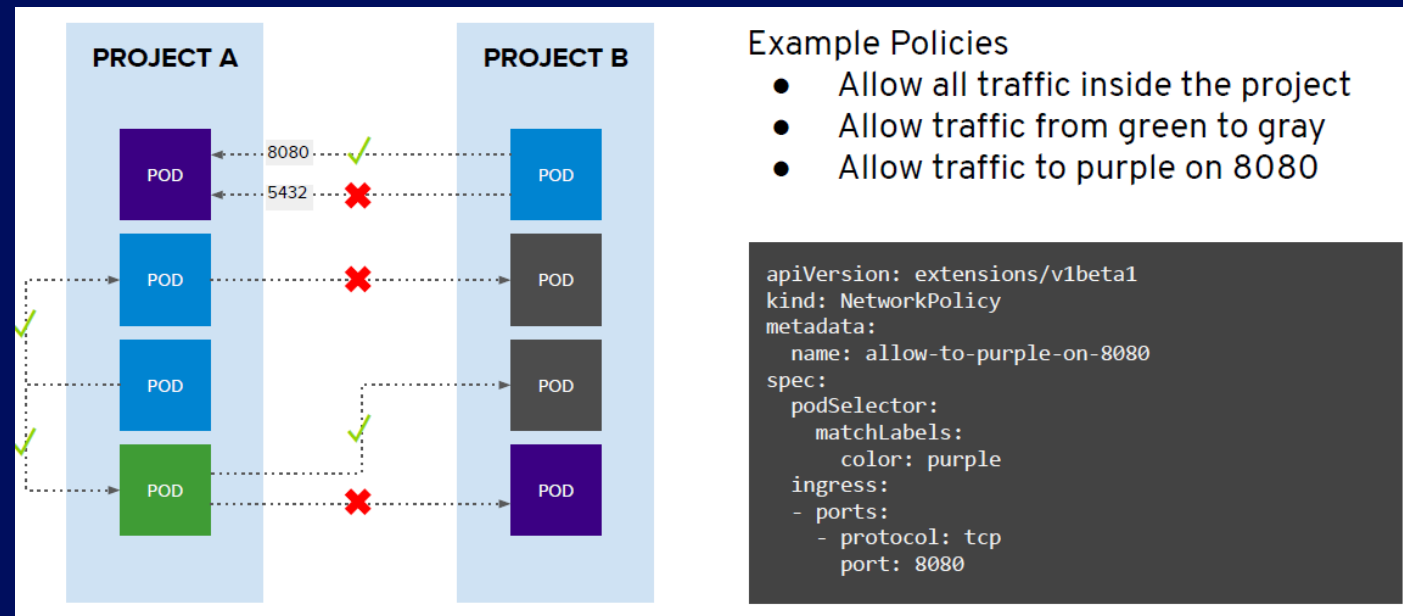 PROJECT A
PROJECT B
POD
8080
5432
POD
POD
POD
POD
POD
POD
POD
Example Policies
● Allow all traffic inside the project
● Allow traffic from green to gray
● Allow traffic to purple on 8080
apiVersion: extensions/v1beta1
kind: NetworkPolicy
metadata:
  name: allow-to-purple-on-8080
spec:
  podSelector:
    matchLabels:
      color: purple
  ingress:
  - ports:
    - protocol: tcp
      port: 8080